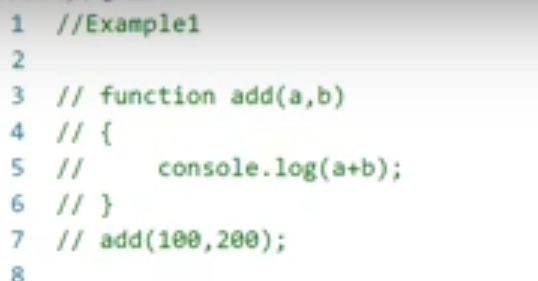 1 //Example1
2
3 // function add(a,b)
4 // {
5 //     console.log(a+b);
6 // }
7 // add(100,200);
8